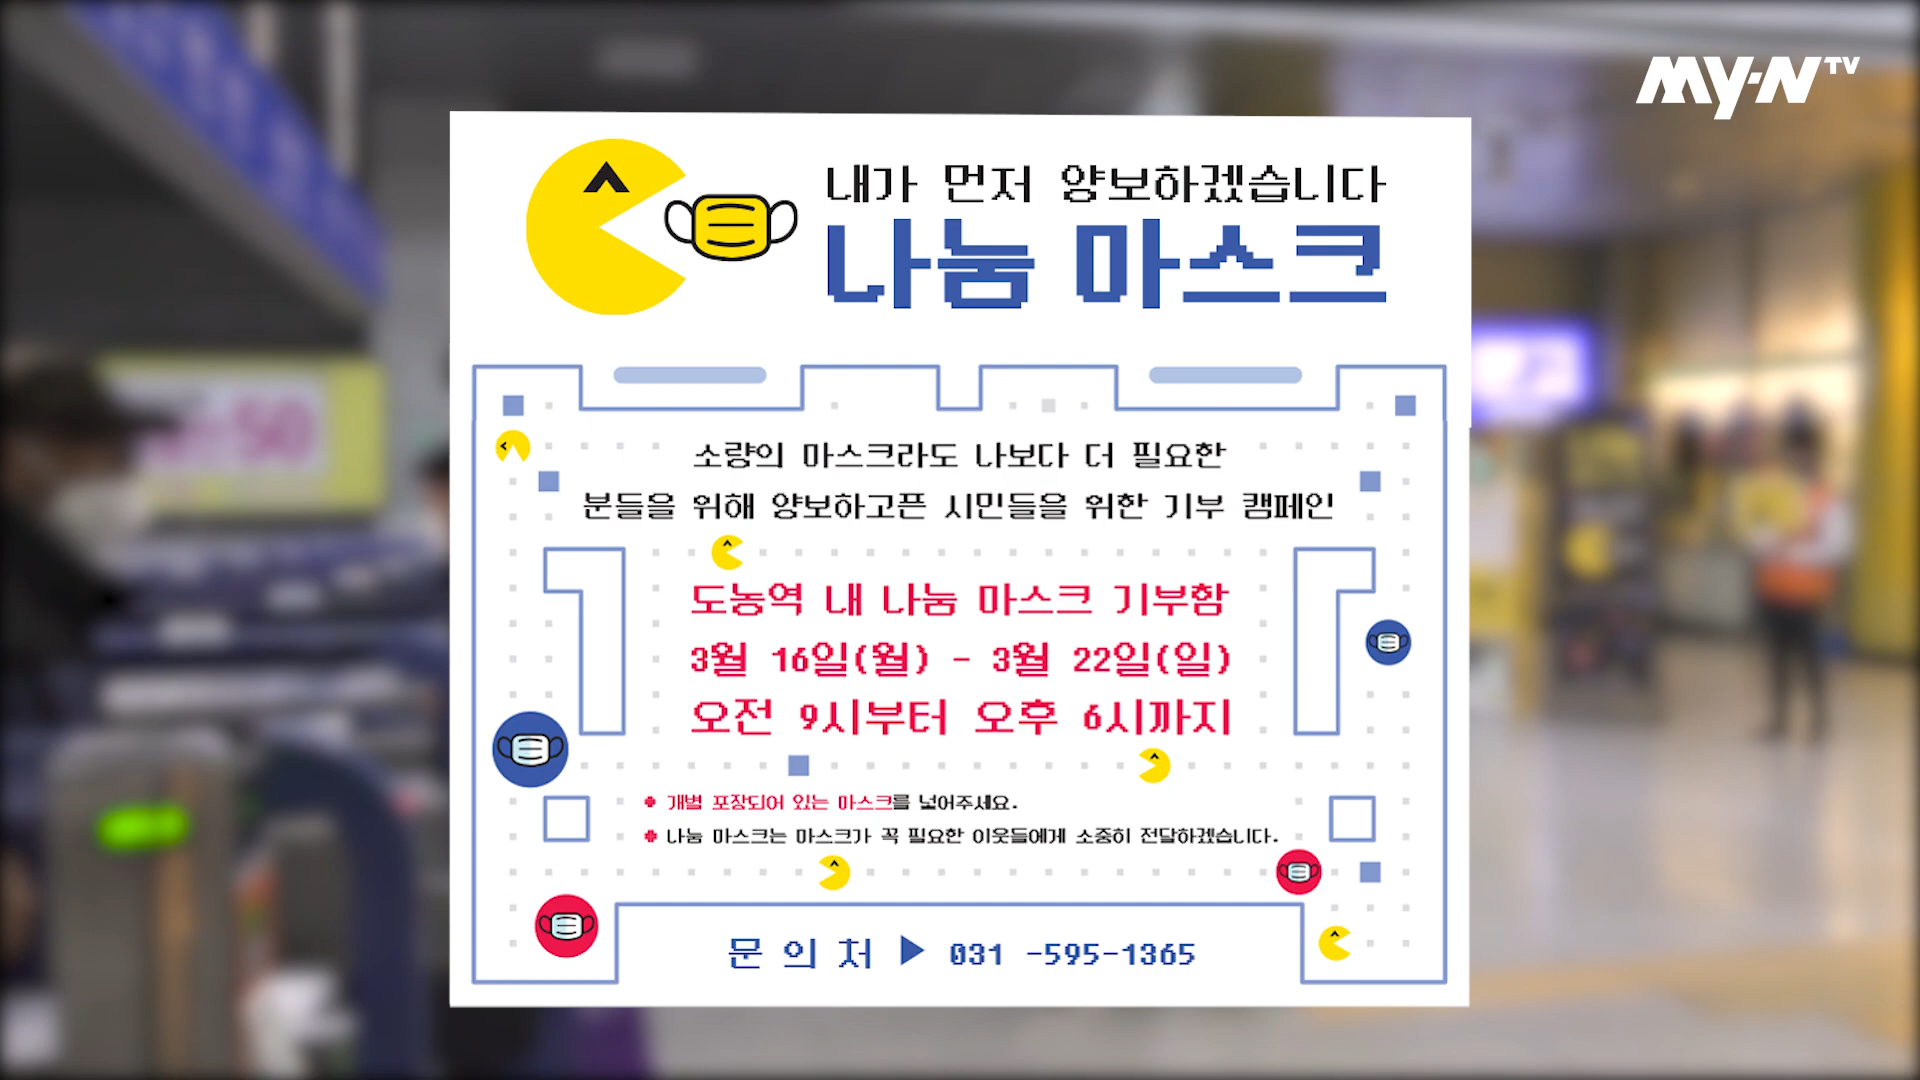 MY-N TV
내가 먼저 양보하겠습니다
나눔 마스크
소량의 마스크라도 나보다 더 필요한
분들을 위해 양보하고픈 시민들을 위한 기부 캠페인
도농역 내 나눔 마스크 기부함
3월 16일(월) - 3월 22일(일)
오전 9시부터 오후 6시까지
개별 포장되어 있는 마스크를 넣어주세요.
나눔 마스크는 마스크가 꼭 필요한 이웃들에게 소중히 전달하겠습니다.
문 의 처 ▶ 031 -595-1365
50